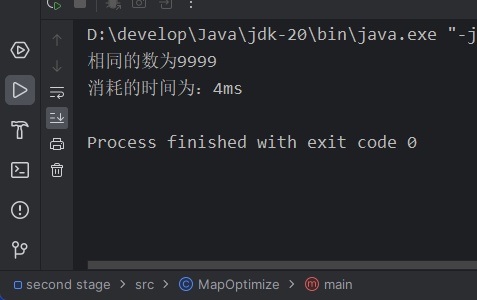 D:\develop\Java\jdk-20\bin\java.exe "-j
相同的数为9999
消耗的时间为：4ms
Process finished with exit code 0
second stage > src > MapOptimize > main